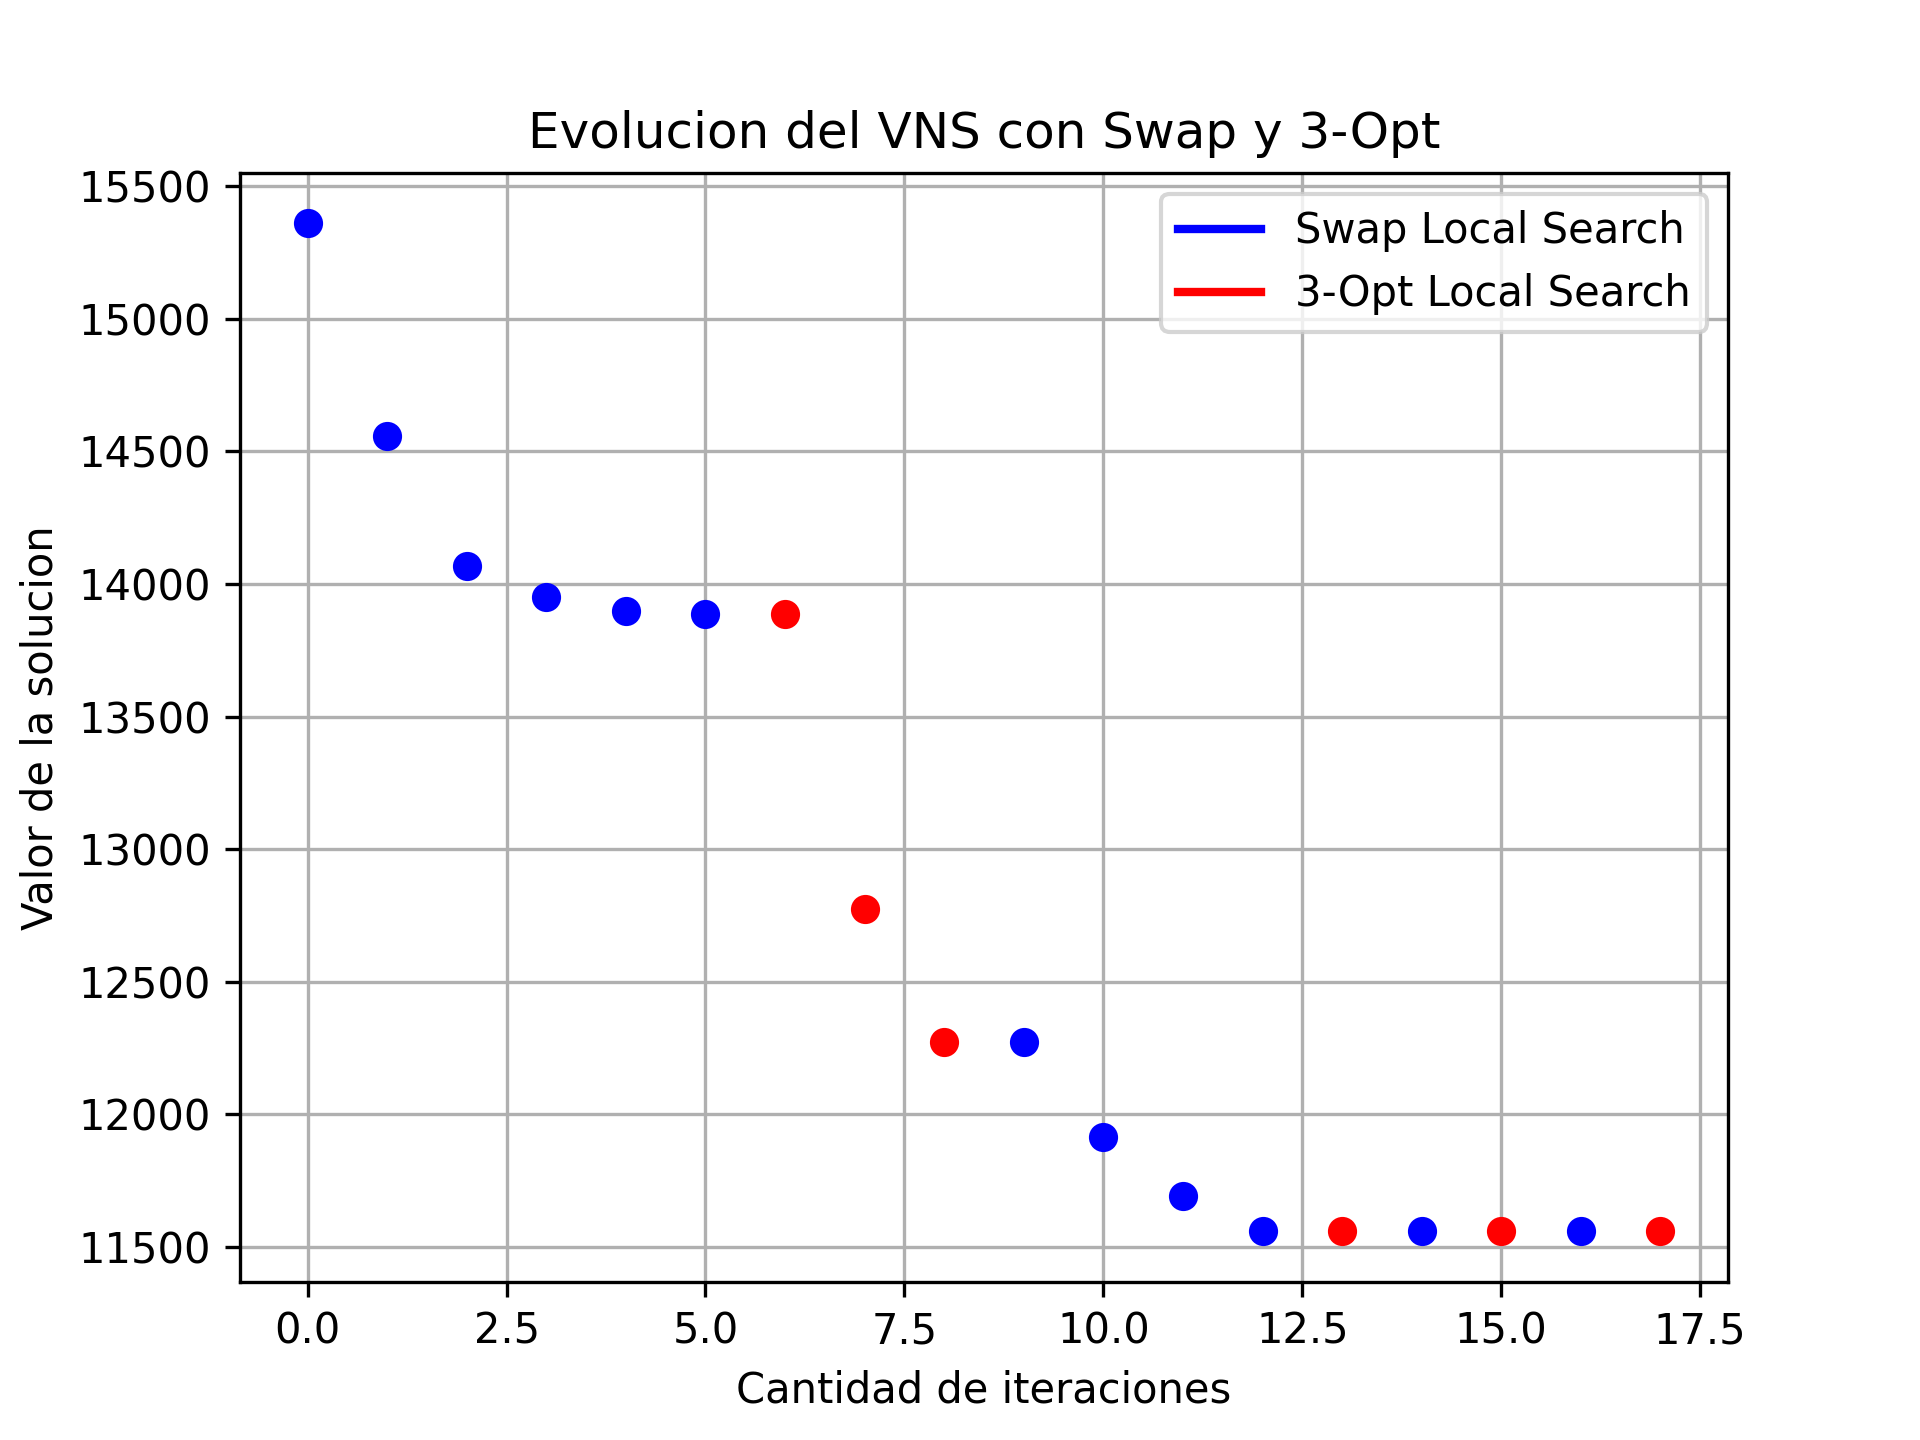 Evolucion del VNS con Swap y 3-Opt
Swap Local Search
3-Opt Local Search
15500
15000
14500
14000
13500
13000
12500
12000
11500
Valor de la solucion
0.0 2.5 5.0 7.5 10.0 12.5 15.0 17.5
Cantidad de iteraciones